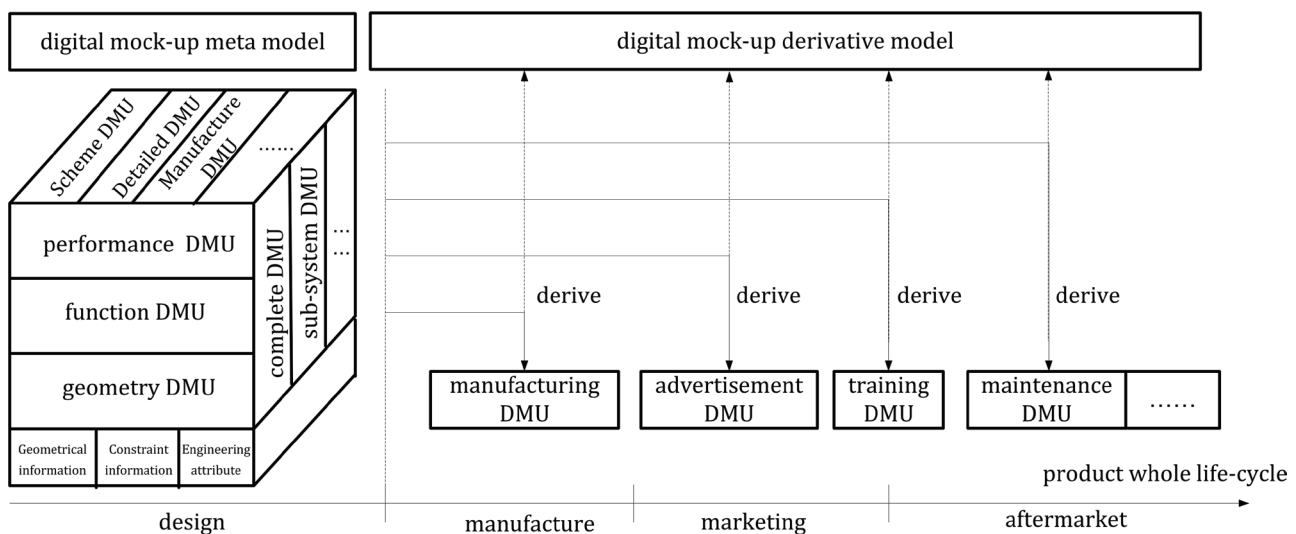 digital mock-up meta model
digital mock-up derivative model
Scheme DMU
Detailed DMU
Manufacture
DMU
......
performance DMU
function DMU
geometry DMU
complete DMU
sub-system DMU
...
...
Geometrical
information
Constraint
information
Engineering
attribute
derive
derive
derive
derive
manufacturing
DMU
advertisement
DMU
training
DMU
maintenance
DMU
......
product whole life-cycle
design
manufacture
marketing
aftermarket